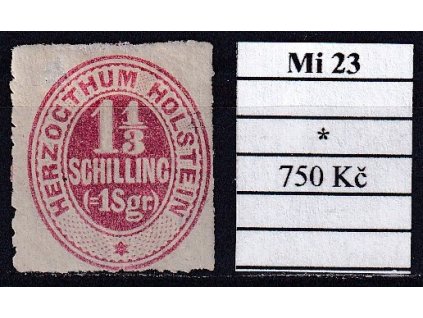 HERZOGTHUM HOLSTEIN
1 1/3
SCHILLING
(=1Sgr)
Mi 23
*
750 Kč